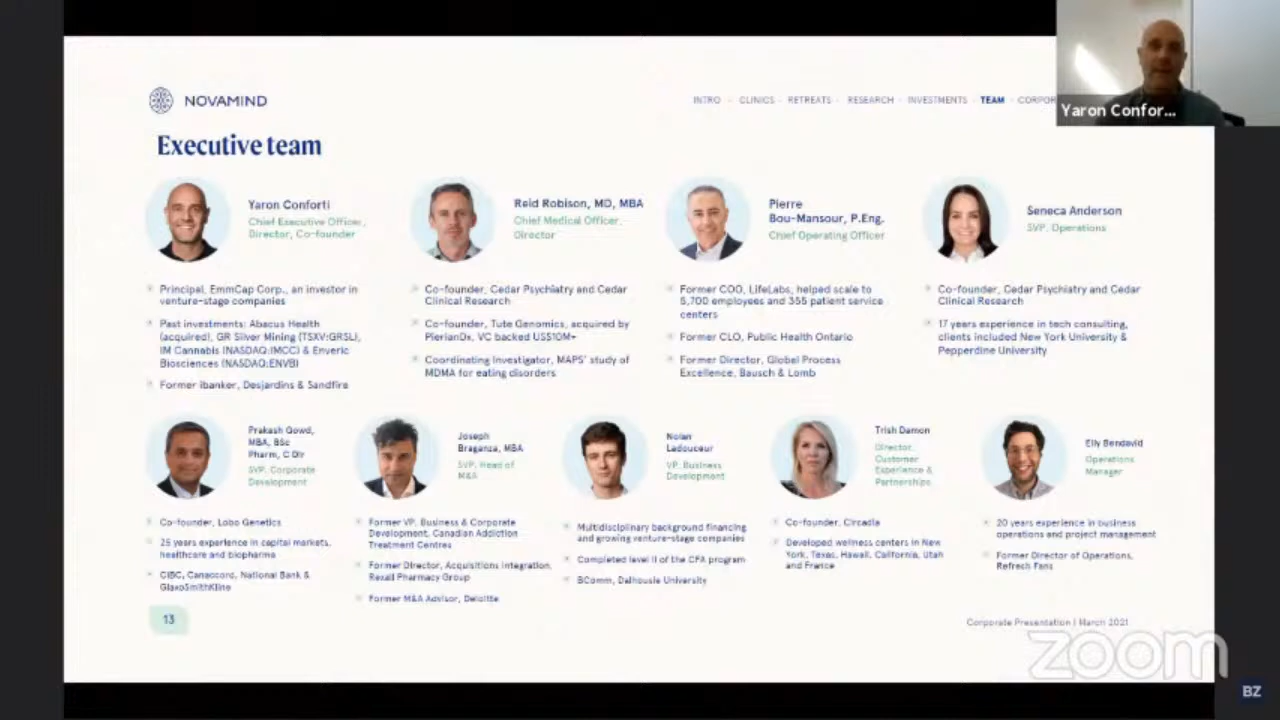 NOVAMIND
INTRO · CLINICS · RETREATS · RESEARCH · INVESTMENTS · TEAM · CORPOR
Yaron Confor...
Executive team
Yaron Conforti
Chief Executive Officer,
Director, Co-founder
Principal, EmmCap Corp., an investor in
venture-stage companies
Past investments: Abacus Health
(acquired), GR Silver Mining (TSXV:GRSL),
IM Cannabis (NASDAQ:IMCC) & Enveric
Biosciences (NASDAQ:ENVB)
Former ibanker, Desjardins & Sandfire
Reid Robison, MD, MBA
Chief Medical Officer,
Director
Co-founder, Cedar Psychiatry and Cedar
Clinical Research
Co-founder, Tute Genomics, acquired by
PierianDx, VC backed US$10M+
Coordinating Investigator, MAPS' study of
MDMA for eating disorders
Pierre
Bou-Mansour, P.Eng.
Chief Operating Officer
Former COO, LifeLabs, helped scale to
5,700 employees and 355 patient service
centers
Former CLO, Public Health Ontario
Former Director, Global Process
Excellence, Bausch & Lomb
Seneca Anderson
SVP, Operations
Co-founder, Cedar Psychiatry and Cedar
Clinical Research
17 years experience in tech consulting,
clients included New York University &
Pepperdine University
Prakash Gowd,
MBA, BSc
Pharm, C Dir
SVP, Corporate
Development
Co-founder, Lobo Genetics
25 years experience in capital markets,
healthcare and biopharma
CIBC, Canaccord, National Bank &
GlaxoSmithKline
Joseph
Braganza, MBA
SVP, Head of
M&A
Former VP, Business & Corporate
Development, Canadian Addiction
Treatment Centres
Former Director, Acquisitions Integration,
Rexall Pharmacy Group
Former M&A Advisor, Deloitte
Nolan
Ladouceur
VP, Business
Development
Multidisciplinary background financing
and growing venture-stage companies
Completed level II of the CFA program
BComm, Dalhousie University
Trish Damon
Director,
Customer
Experience &
Partnerships
Co-founder, Circadia
Developed wellness centers in New
York, Texas, Hawaii, California, Utah
and France
Elly Bendavid
Operations
Manager
20 years experience in business
operations and project management
Former Director of Operations,
Refresh Fans
13
Corporate Presentation | March 2021
zoom
BZ